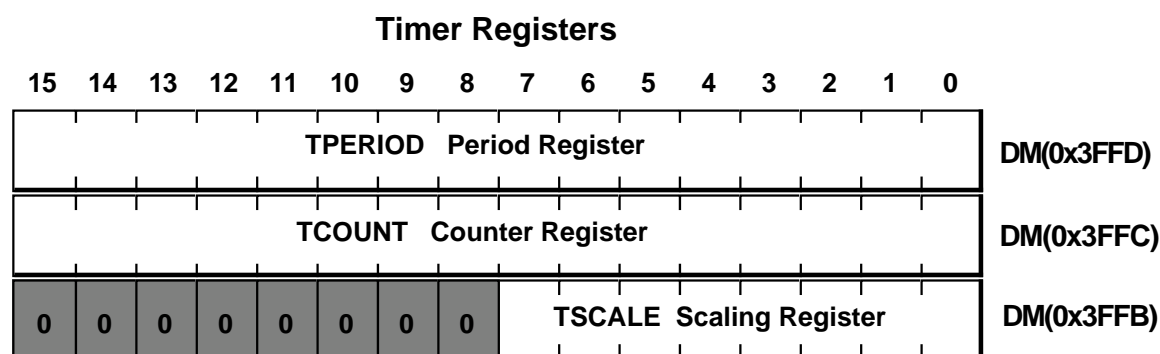 Timer Registers
15 14 13 12 11 10 9 8 7 6 5 4 3 2 1 0
TPERIOD Period Register DM(0x3FFD)
TCOUNT Counter Register DM(0x3FFC)
0 0 0 0 0 0 0 0 TSCALE Scaling Register DM(0x3FFB)